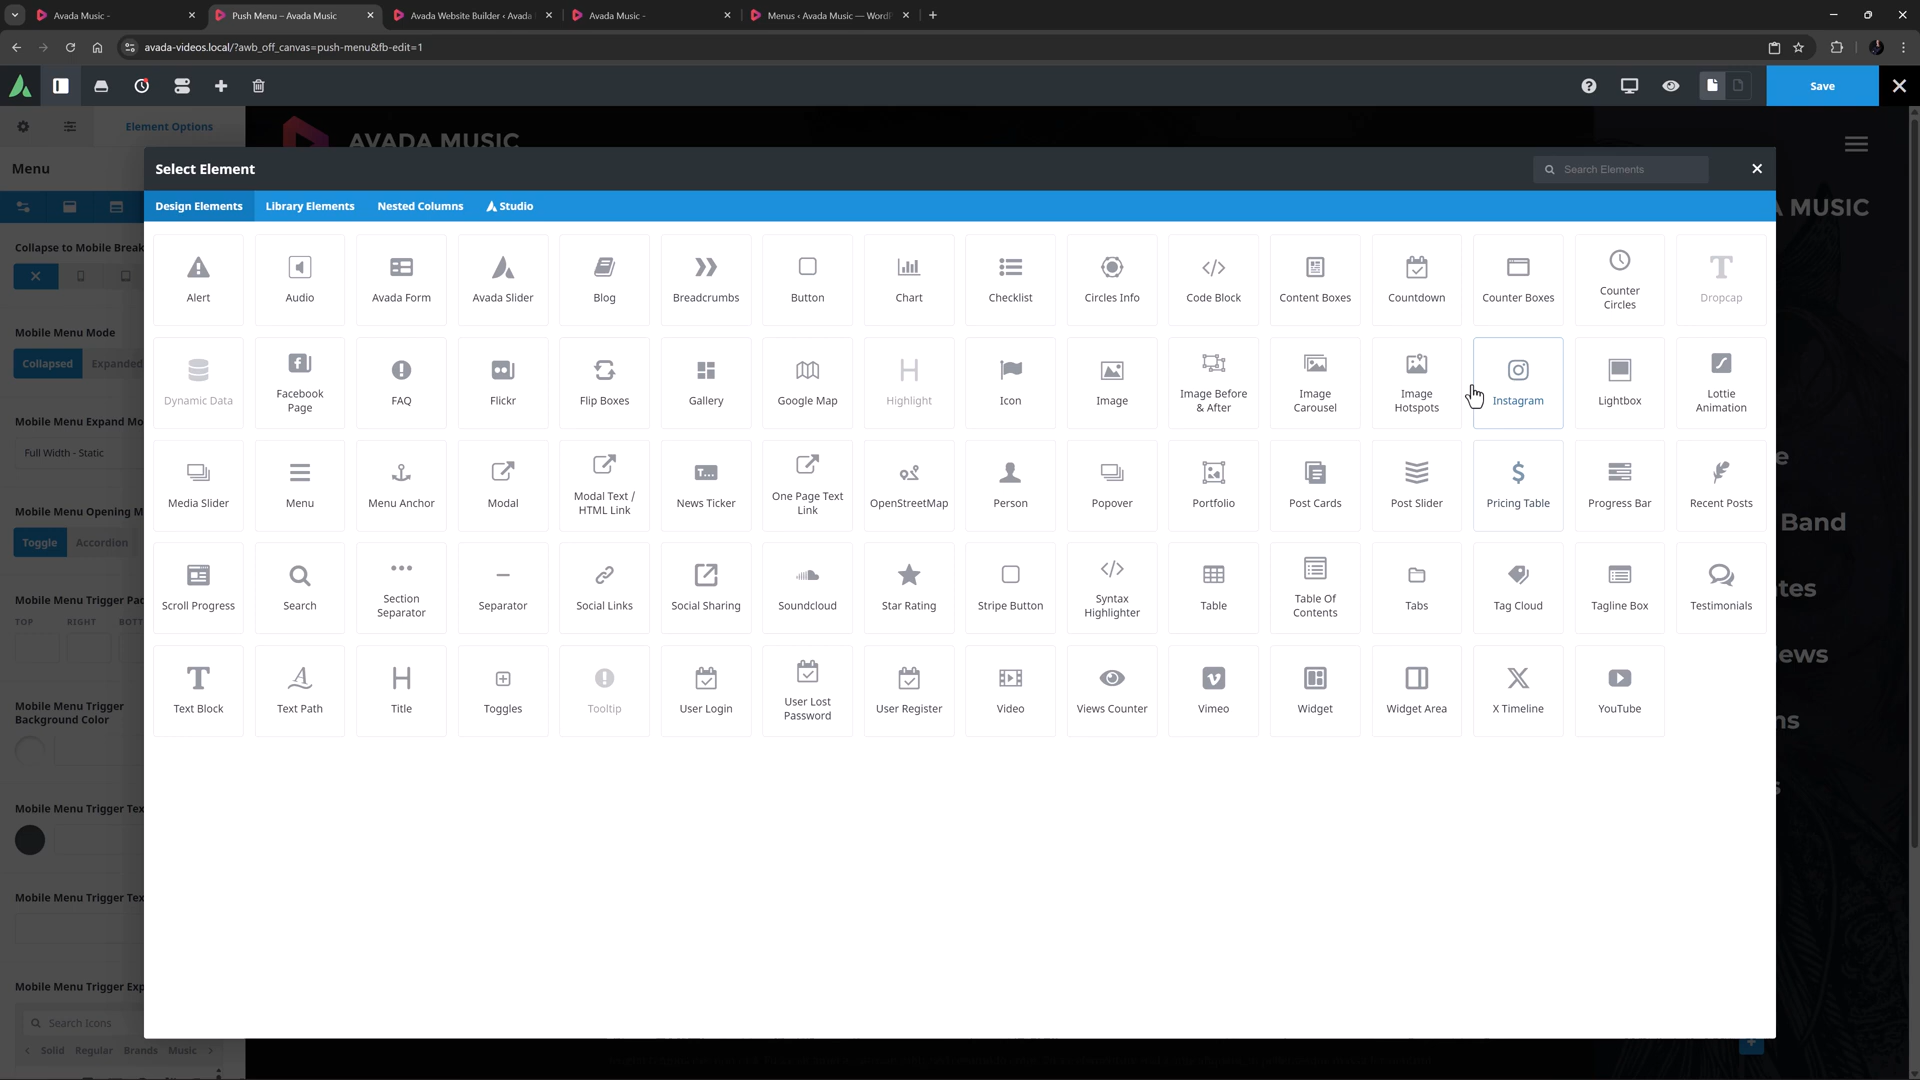 Avada Music -
Push Menu – Avada Music
Avada Website Builder ‹ Avada
Avada Music -
Menus ‹ Avada Music — WordP
avada-videos.local/?awb_off_canvas=push-menu&fb-edit=1
Save
Element Options
AVADA MUSIC
Menu
Select Element
Search Elements
Design Elements
Library Elements
Nested Columns
Studio
MUSIC
Collapse to Mobile Break
Alert
Audio
Avada Form
Avada Slider
Blog
Breadcrumbs
Button
Chart
Checklist
Circles Info
Code Block
Content Boxes
Countdown
Counter Boxes
Counter
Circles
Dropcap
Mobile Menu Mode
Collapsed
Expanded
Dynamic Data
Facebook
Page
FAQ
Flickr
Flip Boxes
Gallery
Google Map
Highlight
Icon
Image
Image Before
& After
Image
Carousel
Image
Hotspots
Instagram
Lightbox
Lottie
Animation
Mobile Menu Expand Mo
Full Width - Static
Media Slider
Menu
Menu Anchor
Modal
Modal Text /
HTML Link
News Ticker
One Page Text
Link
OpenStreetMap
Person
Popover
Portfolio
Post Cards
Post Slider
Pricing Table
Progress Bar
Recent Posts
Band
Mobile Menu Opening M
Toggle
Accordion
Scroll Progress
Search
Section
Separator
Separator
Social Links
Social Sharing
Soundcloud
Star Rating
Stripe Button
Syntax
Highlighter
Table
Table Of
Contents
Tabs
Tag Cloud
Tagline Box
Testimonials
tes
Mobile Menu Trigger Pad
TOP
RIGHT
BOTT
Text Block
Text Path
Title
Toggles
Tooltip
User Login
User Lost
Password
User Register
Video
Views Counter
Vimeo
Widget
Widget Area
X Timeline
YouTube
iews
ns
Mobile Menu Trigger
Background Color
Mobile Menu Trigger Tex
Mobile Menu Trigger Tex
Mobile Menu Trigger Exp
Search Icons
Solid
Regular
Brands
Music